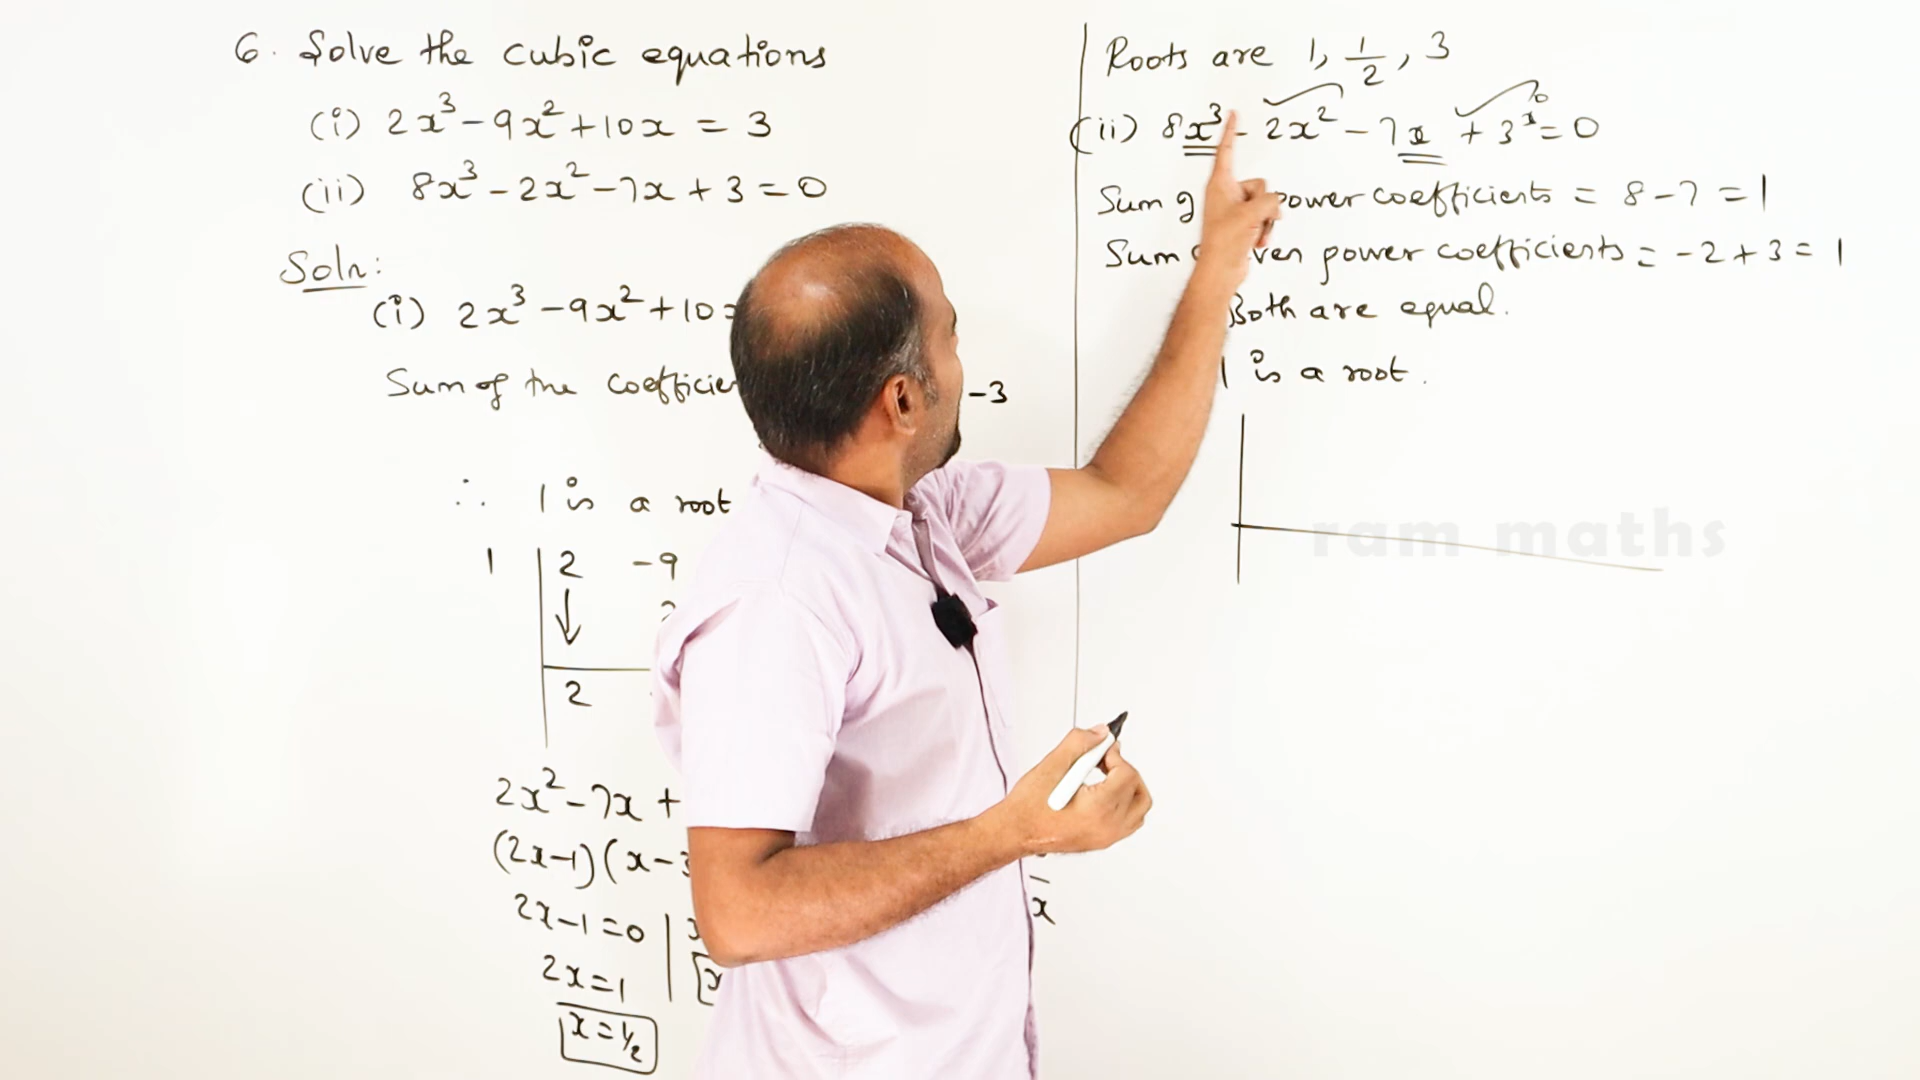 6. Solve the cubic equations
(i) 2x³ - 9x² + 10x = 3
(ii) 8x³ - 2x² - 7x + 3 = 0
Soln:
(i) 2x³ - 9x² + 10
Sum of the -3
∴ 1 is a root
1 | 2 -9
2
↓
2
2x² - 7x +
(2x-1)(x-3
2x-1=0
2x=1
x=1/2
x
Roots are 1, 1/2, 3
(ii) 8x³ - 2x² - 7x + 3x⁰ = 0
Sum power coefficients = 8-7 = 1
Sum power coefficients = -2+3 = 1
Both are equal.
1 is a root.
ram maths